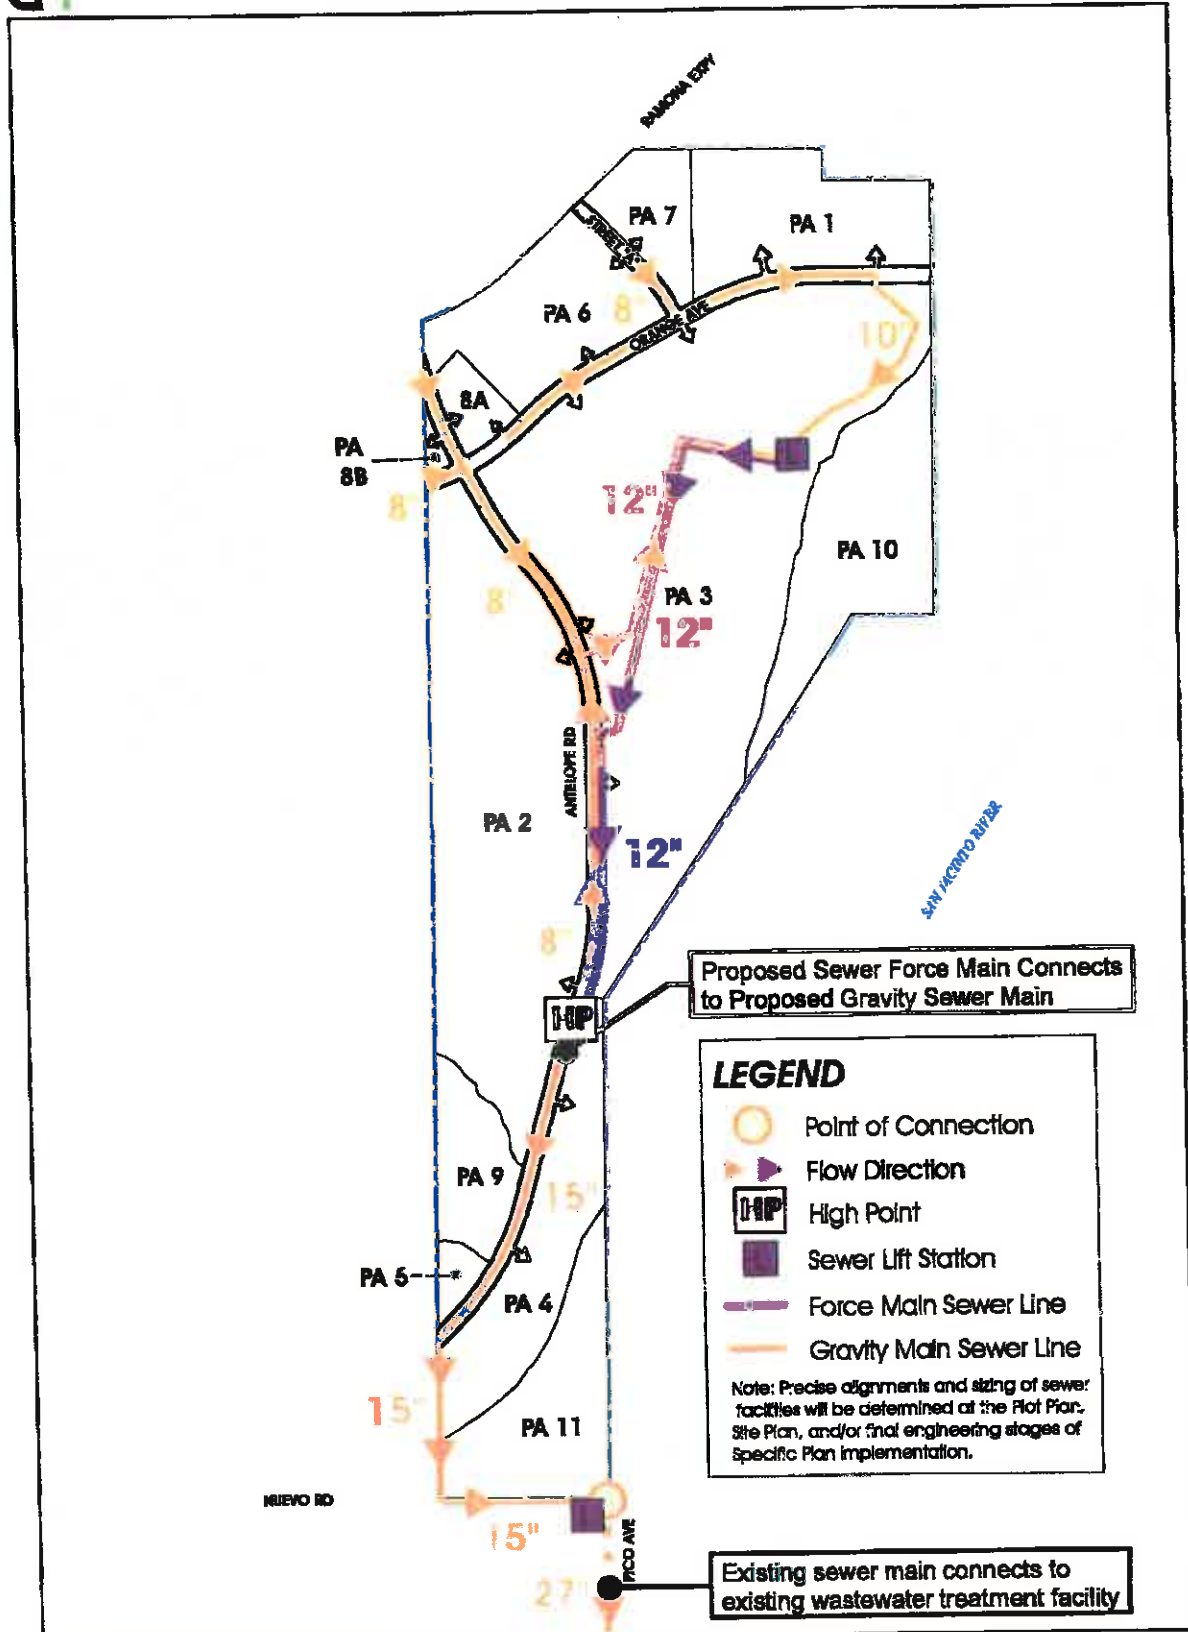 RAMONA EXPY
PA 7
PA 1
STREET
PA 6
8"
ORANGE AVE
10"
8A
PA
8B
8"
12"
PA 10
8"
PA 3
12"
ANTELOPE RD
PA 2
12"
SAN JACINTO RIVER
8"
Proposed Sewer Force Main Connects
to Proposed Gravity Sewer Main
HP
LEGEND
Point of Connection
Flow Direction
HP High Point
Sewer Lift Station
Force Main Sewer Line
Gravity Main Sewer Line
Note: Precise alignments and sizing of sewer
facilities will be determined at the Plot Plan,
Site Plan, and/or final engineering stages of
Specific Plan implementation.
PA 9
15"
PA 5
PA 4
15"
PA 11
NUEVO RD
15"
PICO AVE
27"
Existing sewer main connects to
existing wastewater treatment facility